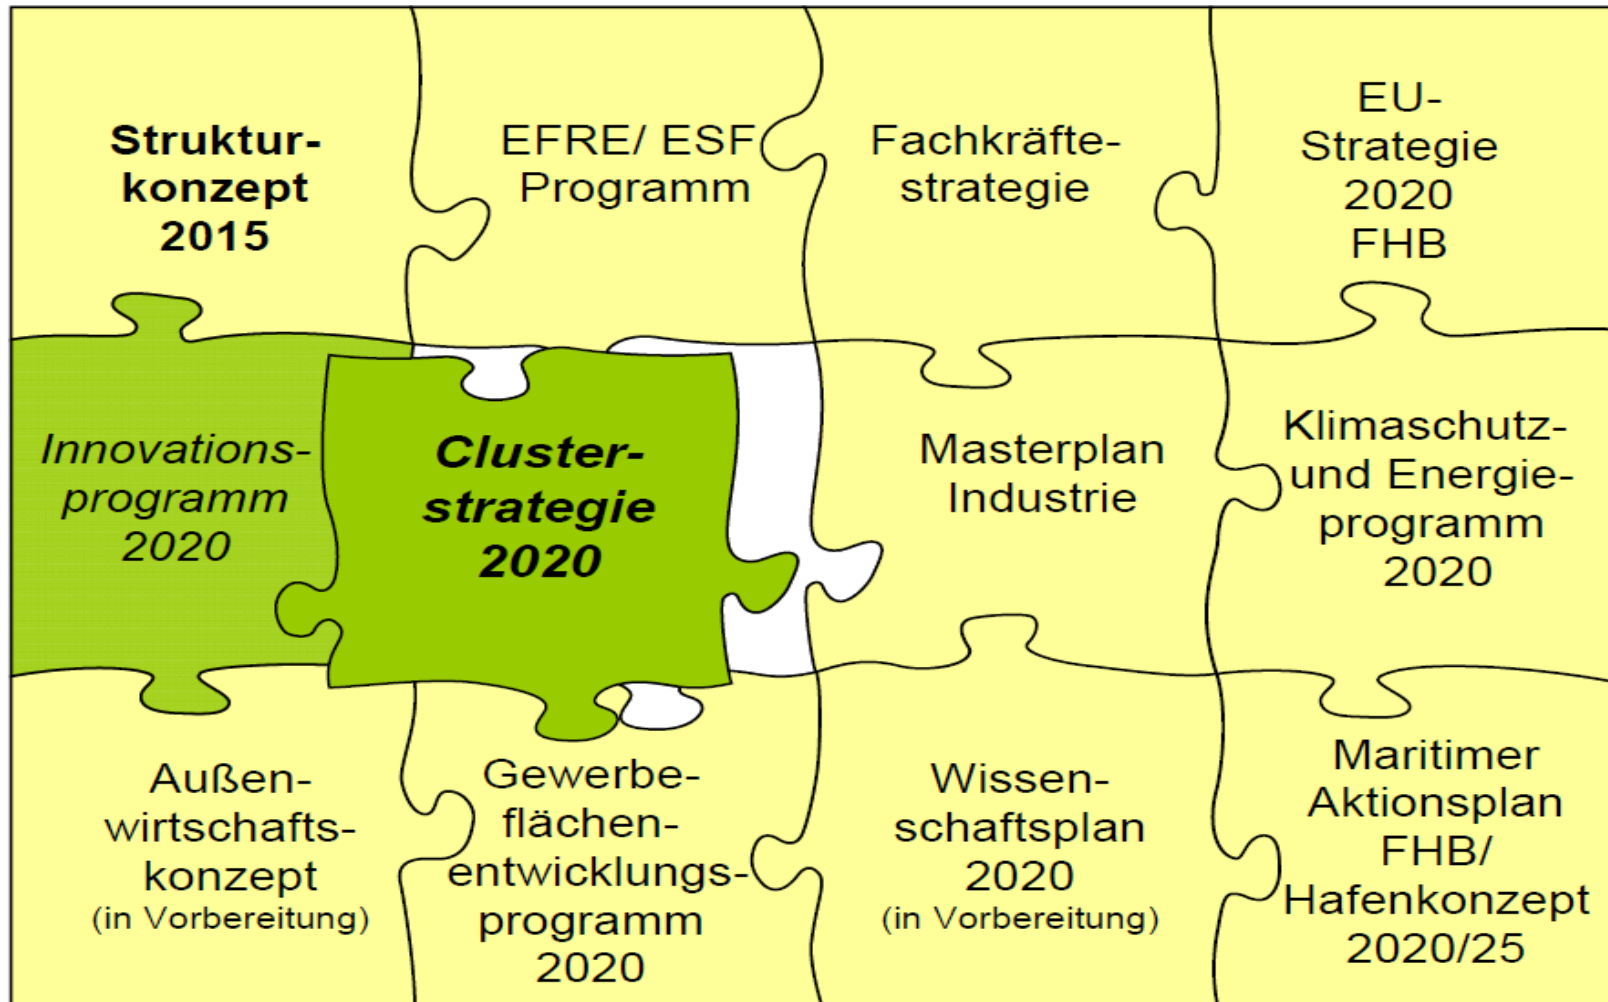 Struktur-
konzept
2015
EFRE/ ESF
Programm
Fachkräfte-
strategie
EU-
Strategie
2020
FHB
Innovations-
programm
2020
Cluster-
strategie
2020
Masterplan
Industrie
Klimaschutz-
und Energie-
programm
2020
Außen-
wirtschafts-
konzept
(in Vorbereitung)
Gewerbe-
flächen-
entwicklungs-
programm
2020
Wissen-
schaftsplan
2020
(in Vorbereitung)
Maritimer
Aktionsplan
FHB/
Hafenkonzept
2020/25